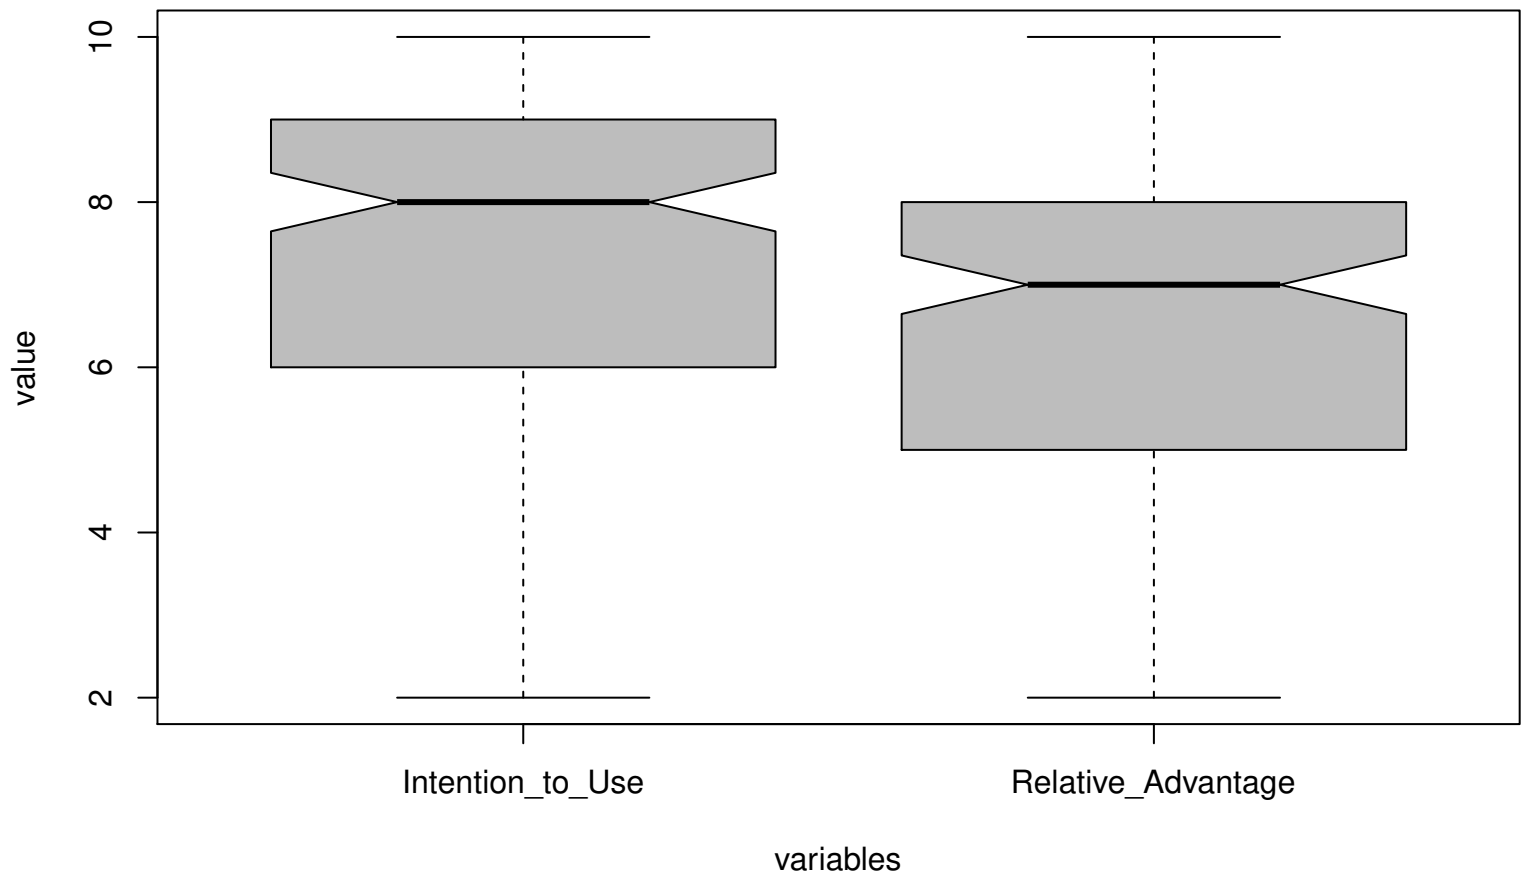 10
8
6
4
2
value
Intention_to_Use
Relative_Advantage
variables